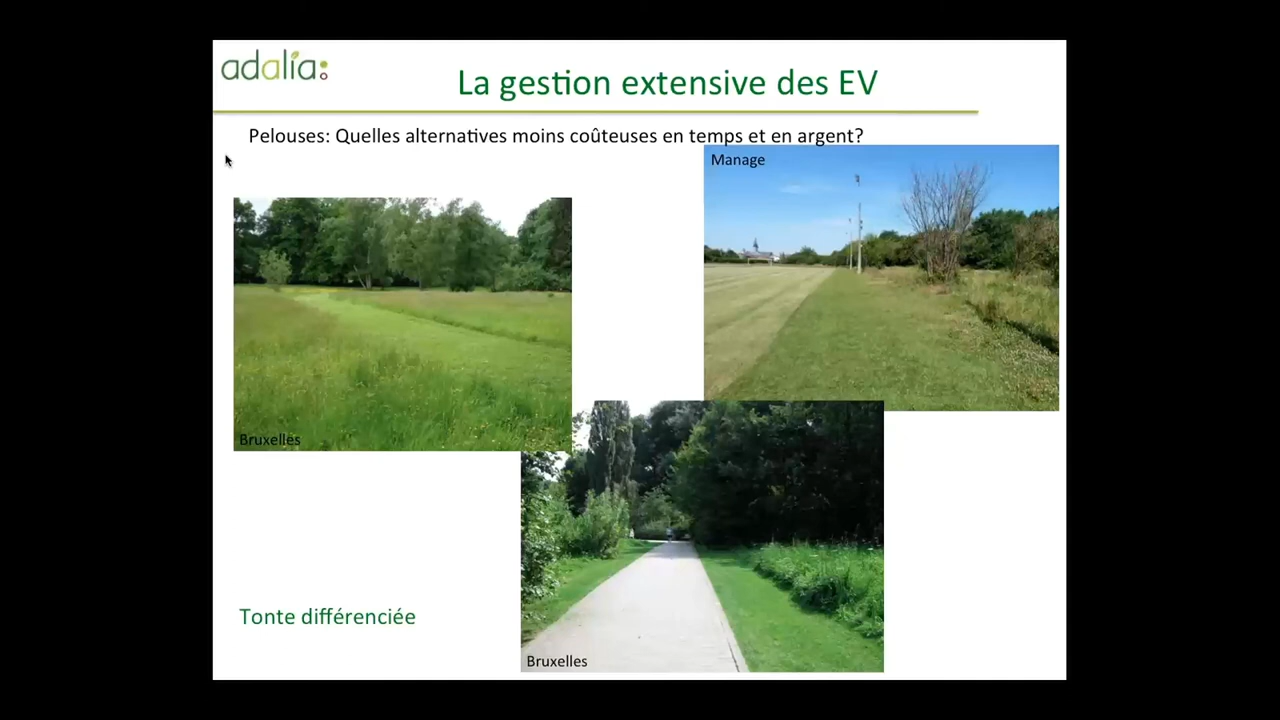 adalia:
La gestion extensive des EV
Pelouses: Quelles alternatives moins coûteuses en temps et en argent?
Manage
Bruxelles
Tonte différenciée
Bruxelles